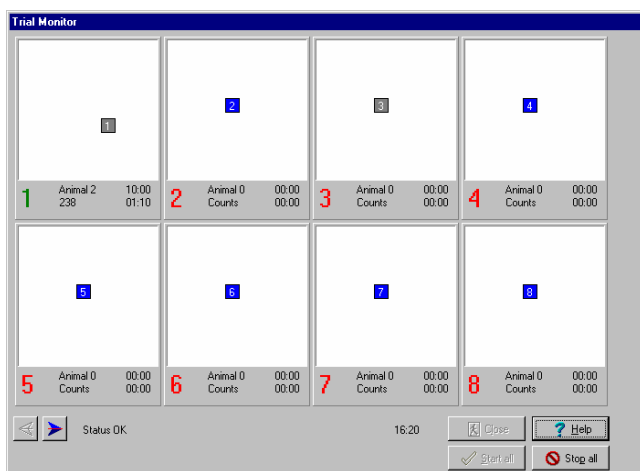 Trial Monitor
1
2
3
4
1 Animal 2 10:00
238 01:10
2 Animal 0 00:00
Counts 00:00
3 Animal 0 00:00
Counts 00:00
4 Animal 0 00:00
Counts 00:00
5
6
7
8
5 Animal 0 00:00
Counts 00:00
6 Animal 0 00:00
Counts 00:00
7 Animal 0 00:00
Counts 00:00
8 Animal 0 00:00
Counts 00:00
Status OK 16:20 Close ? Help
Start all Stop all